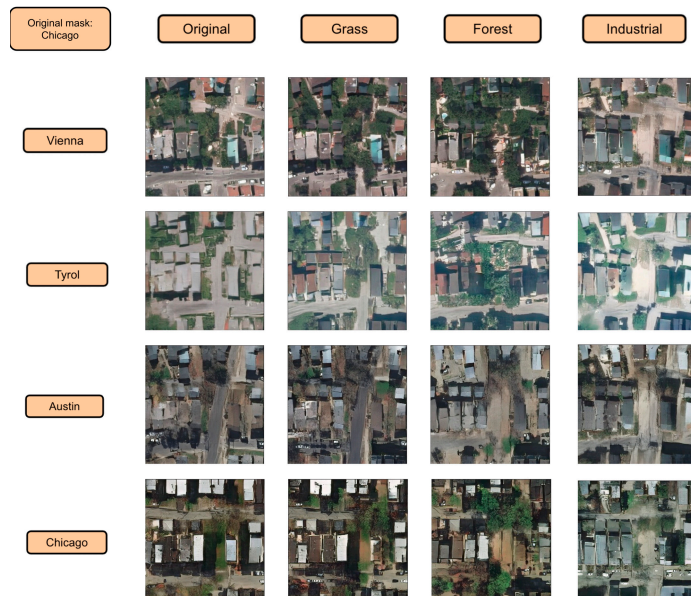 Original mask:
Chicago
Original
Grass
Forest
Industrial
Vienna
Tyrol
Austin
Chicago